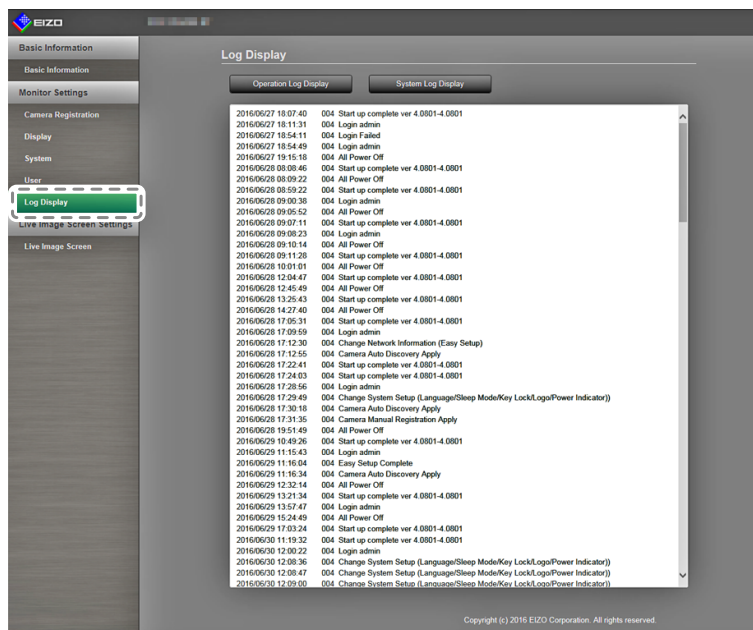 EIZO
Basic Information
Basic Information
Monitor Settings
Camera Registration
Display
System
User
Log Display
Live Image Screen Settings
Live Image Screen
Log Display
Operation Log Display
System Log Display
2016/06/27 18:07:40 004 Start up complete ver 4.0801-4.0801
2016/06/27 18:11:31 004 Login admin
2016/06/27 18:54:11 004 Login Failed
2016/06/27 18:54:49 004 Login admin
2016/06/27 19:15:18 004 All Power Off
2016/06/28 08:08:46 004 Start up complete ver 4.0801-4.0801
2016/06/28 08:09:22 004 All Power Off
2016/06/28 08:59:22 004 Start up complete ver 4.0801-4.0801
2016/06/28 09:00:38 004 Login admin
2016/06/28 09:05:52 004 All Power Off
2016/06/28 09:07:11 004 Start up complete ver 4.0801-4.0801
2016/06/28 09:08:23 004 Login admin
2016/06/28 09:10:14 004 All Power Off
2016/06/28 09:11:28 004 Start up complete ver 4.0801-4.0801
2016/06/28 10:01:01 004 All Power Off
2016/06/28 12:04:47 004 Start up complete ver 4.0801-4.0801
2016/06/28 12:45:49 004 All Power Off
2016/06/28 13:25:43 004 Start up complete ver 4.0801-4.0801
2016/06/28 14:27:40 004 All Power Off
2016/06/28 17:05:31 004 Start up complete ver 4.0801-4.0801
2016/06/28 17:09:59 004 Login admin
2016/06/28 17:12:30 004 Change Network Information (Easy Setup)
2016/06/28 17:12:55 004 Camera Auto Discovery Apply
2016/06/28 17:22:41 004 Start up complete ver 4.0801-4.0801
2016/06/28 17:24:03 004 Start up complete ver 4.0801-4.0801
2016/06/28 17:28:56 004 Login admin
2016/06/28 17:29:49 004 Change System Setup (Language/Sleep Mode/Key Lock/Logo/Power Indicator))
2016/06/28 17:30:18 004 Camera Auto Discovery Apply
2016/06/28 17:31:35 004 Camera Manual Registration Apply
2016/06/28 19:51:49 004 All Power Off
2016/06/29 10:49:26 004 Start up complete ver 4.0801-4.0801
2016/06/29 11:15:43 004 Login admin
2016/06/29 11:16:04 004 Easy Setup Complete
2016/06/29 11:16:34 004 Camera Auto Discovery Apply
2016/06/29 12:32:14 004 All Power Off
2016/06/29 13:21:34 004 Start up complete ver 4.0801-4.0801
2016/06/29 13:57:47 004 Login admin
2016/06/29 15:24:49 004 All Power Off
2016/06/29 17:03:24 004 Start up complete ver 4.0801-4.0801
2016/06/30 11:19:32 004 Start up complete ver 4.0801-4.0801
2016/06/30 12:00:22 004 Login admin
2016/06/30 12:08:36 004 Change System Setup (Language/Sleep Mode/Key Lock/Logo/Power Indicator))
2016/06/30 12:08:47 004 Change System Setup (Language/Sleep Mode/Key Lock/Logo/Power Indicator))
2016/06/30 12:09:00 004 Change System Setup (Language/Sleep Mode/Key Lock/Logo/Power Indicator))
Copyright (c) 2016 EIZO Corporation. All rights reserved.